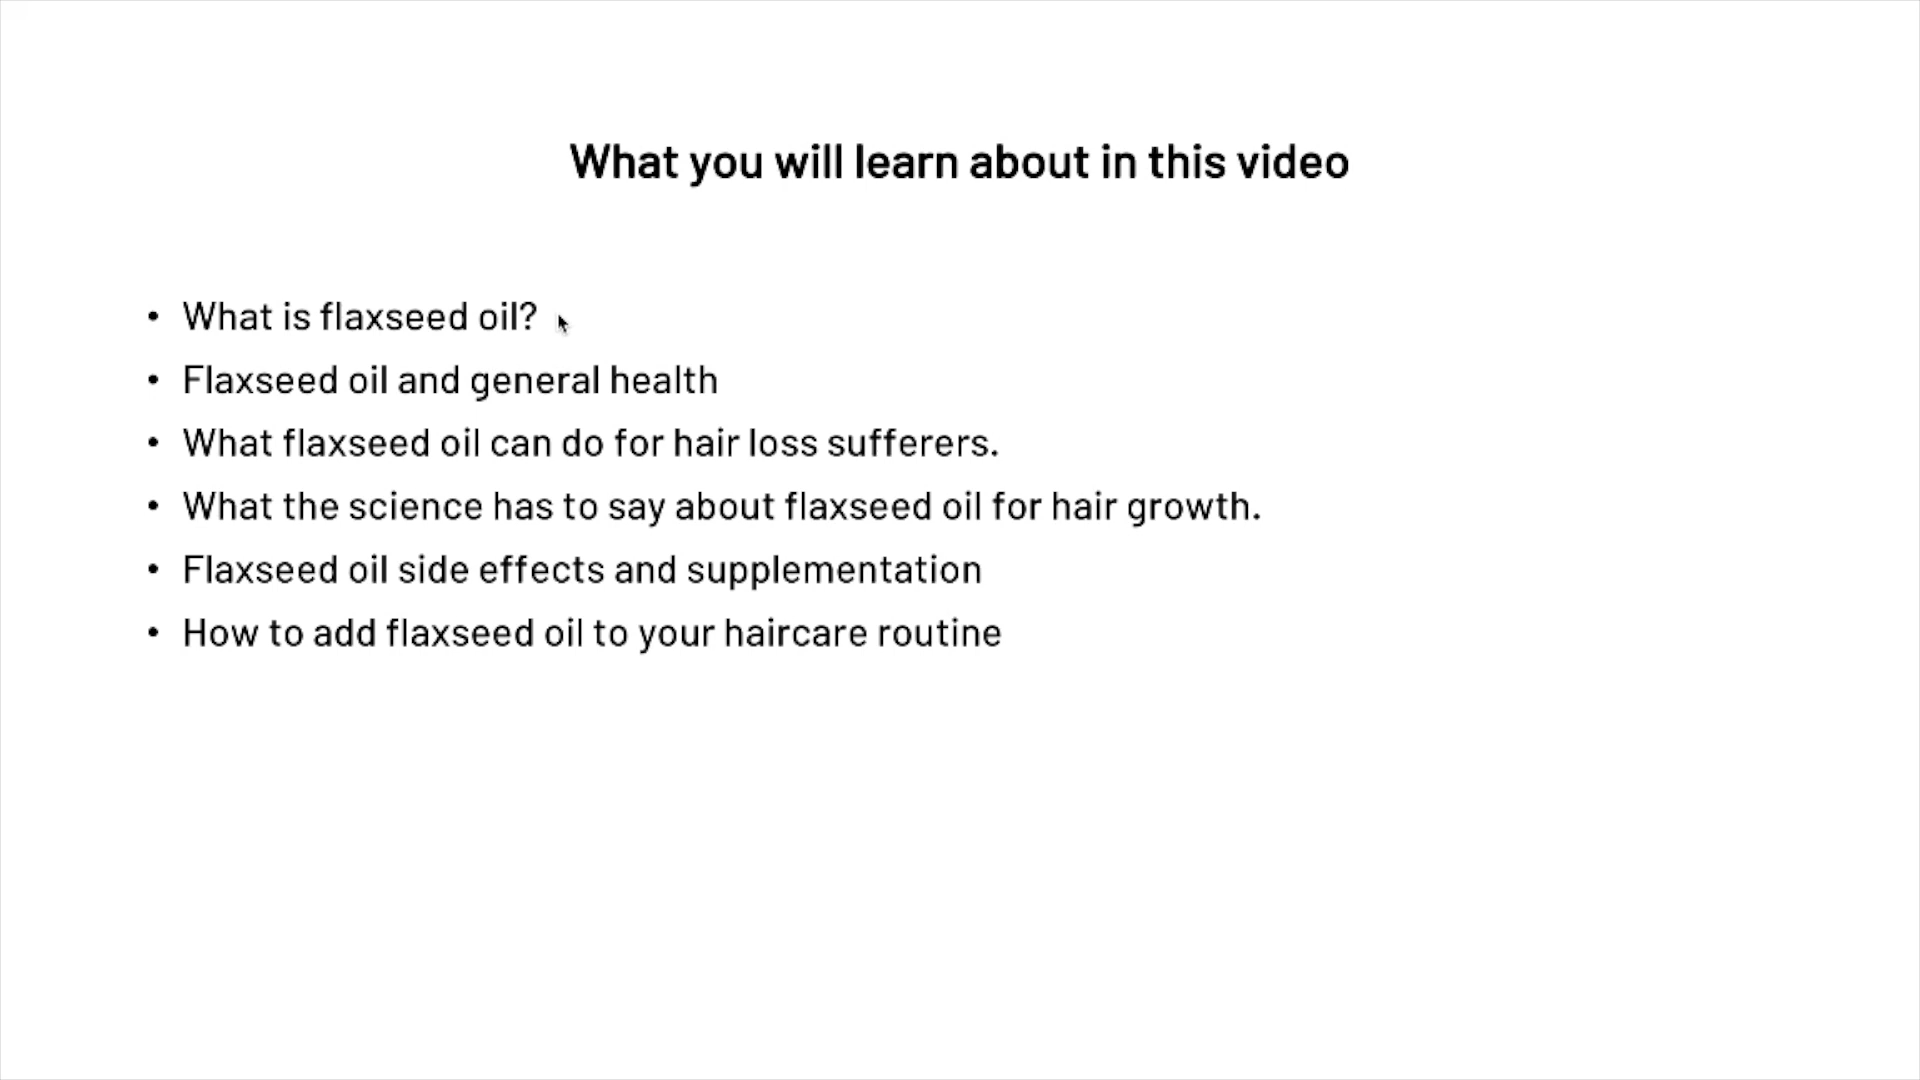 What you will learn about in this video
• What is flaxseed oil?
• Flaxseed oil and general health
• What flaxseed oil can do for hair loss sufferers.
• What the science has to say about flaxseed oil for hair growth.
• Flaxseed oil side effects and supplementation
• How to add flaxseed oil to your haircare routine